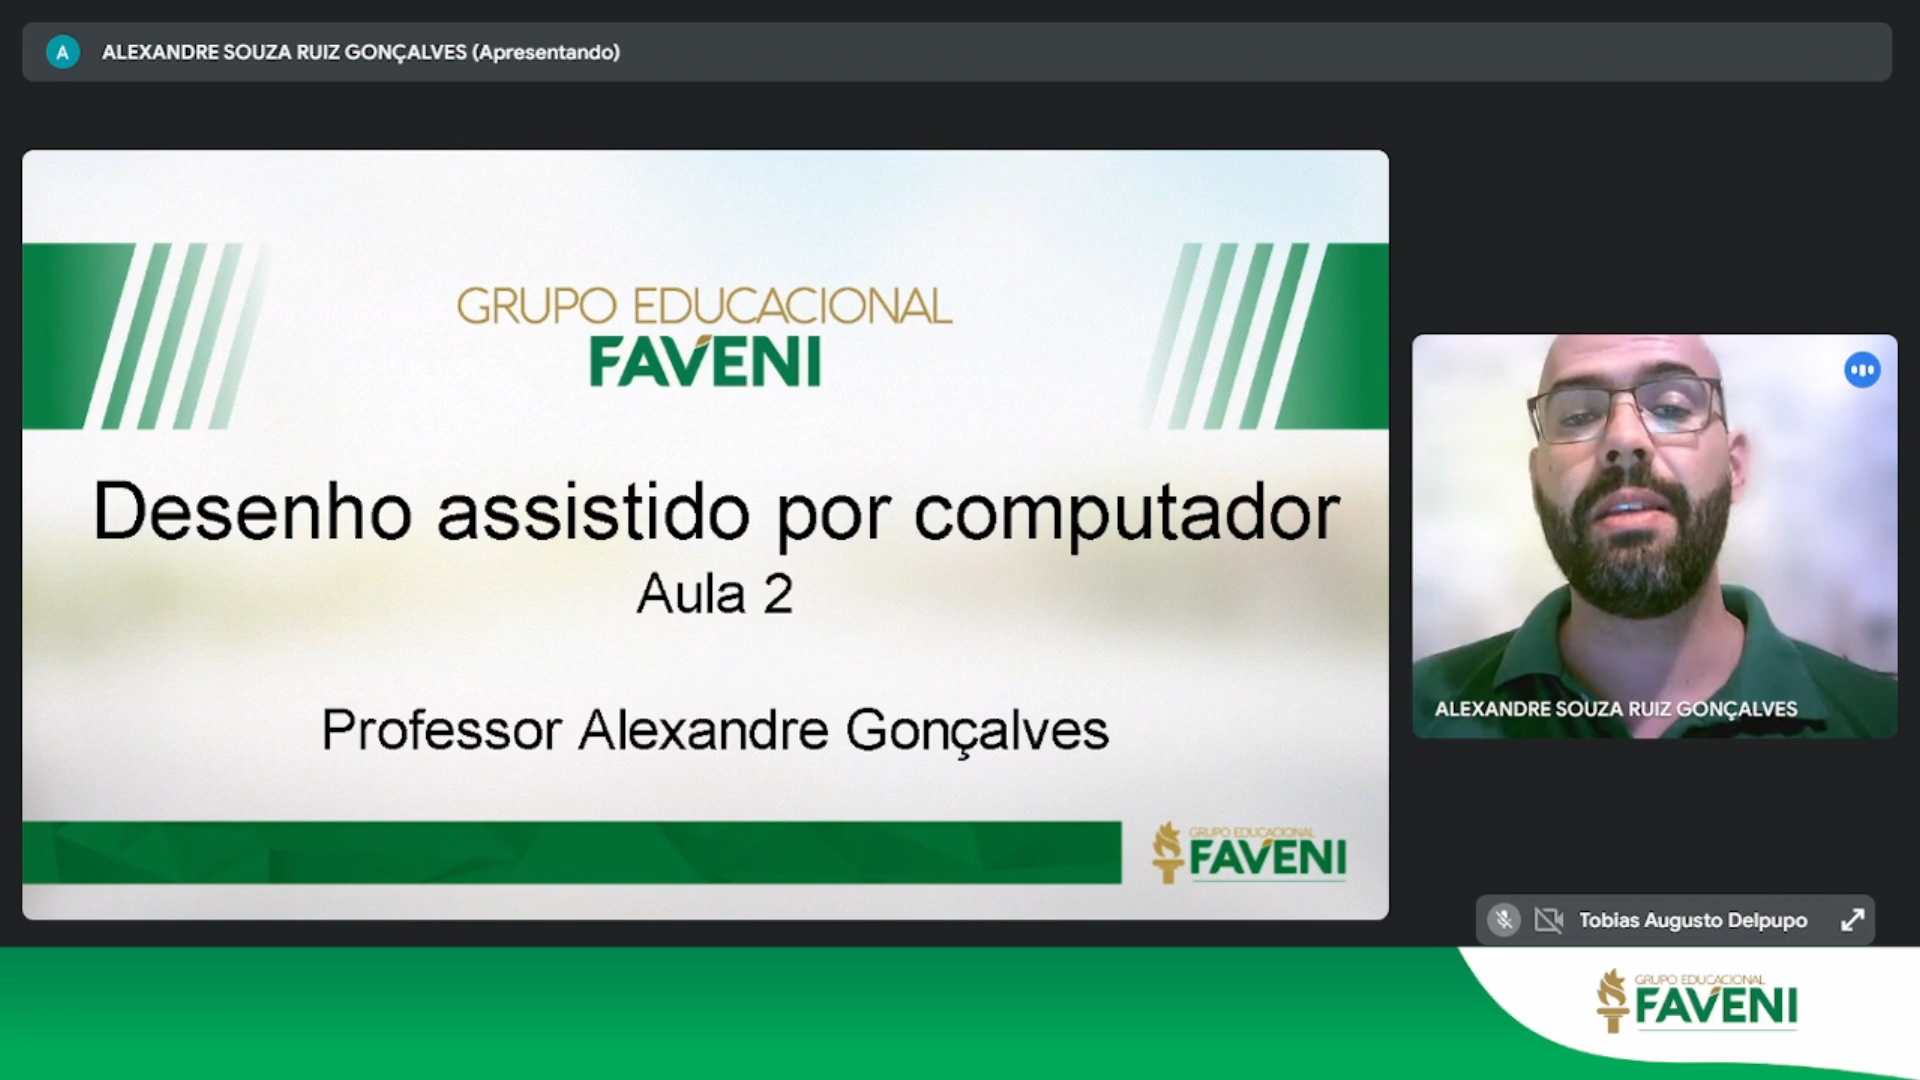 A
ALEXANDRE SOUZA RUIZ GONÇALVES (Apresentando)
GRUPO EDUCACIONAL
FAVENI
Desenho assistido por computador
Aula 2
Professor Alexandre Gonçalves
GRUPO EDUCACIONAL
FAVENI
ALEXANDRE SOUZA RUIZ GONÇALVES
Tobias Augusto Delpupo
GRUPO EDUCACIONAL
FAVENI